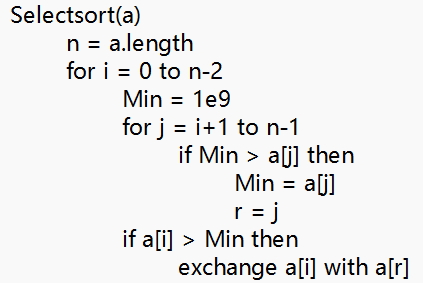 Selectsort(a)
n = a.length
for i = 0 to n-2
Min = 1e9
for j = i+1 to n-1
if Min > a[j] then
Min = a[j]
r = j
if a[i] > Min then
exchange a[i] with a[r]